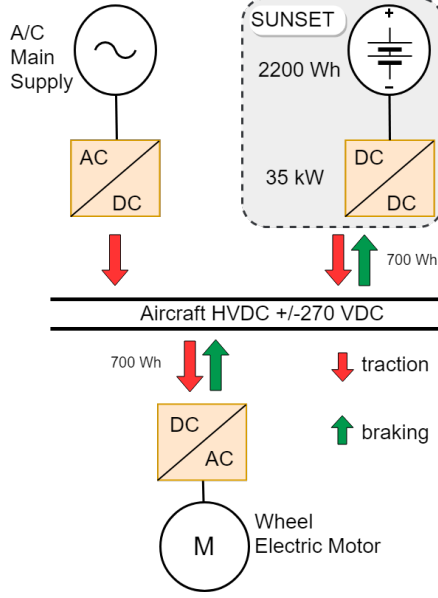 A/C
Main
Supply
SUNSET
+
2200 Wh
-
AC
DC
35 kW
DC
DC
700 Wh
Aircraft HVDC +/-270 VDC
700 Wh
traction
DC
AC
braking
M
Wheel
Electric Motor